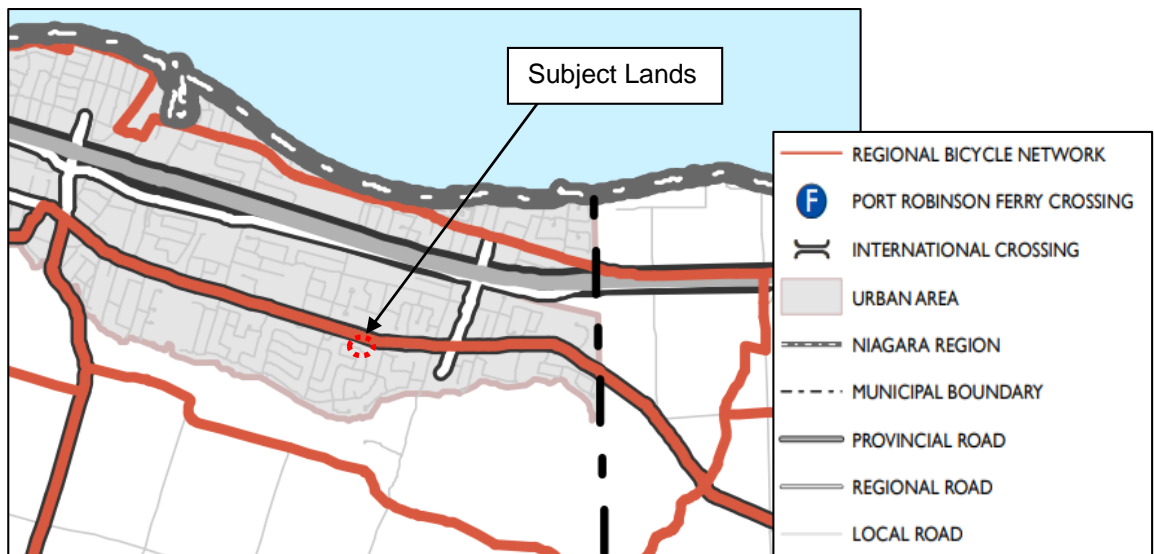 Subject Lands
REGIONAL BICYCLE NETWORK
F PORT ROBINSON FERRY CROSSING
INTERNATIONAL CROSSING
URBAN AREA
NIAGARA REGION
MUNICIPAL BOUNDARY
PROVINCIAL ROAD
REGIONAL ROAD
LOCAL ROAD